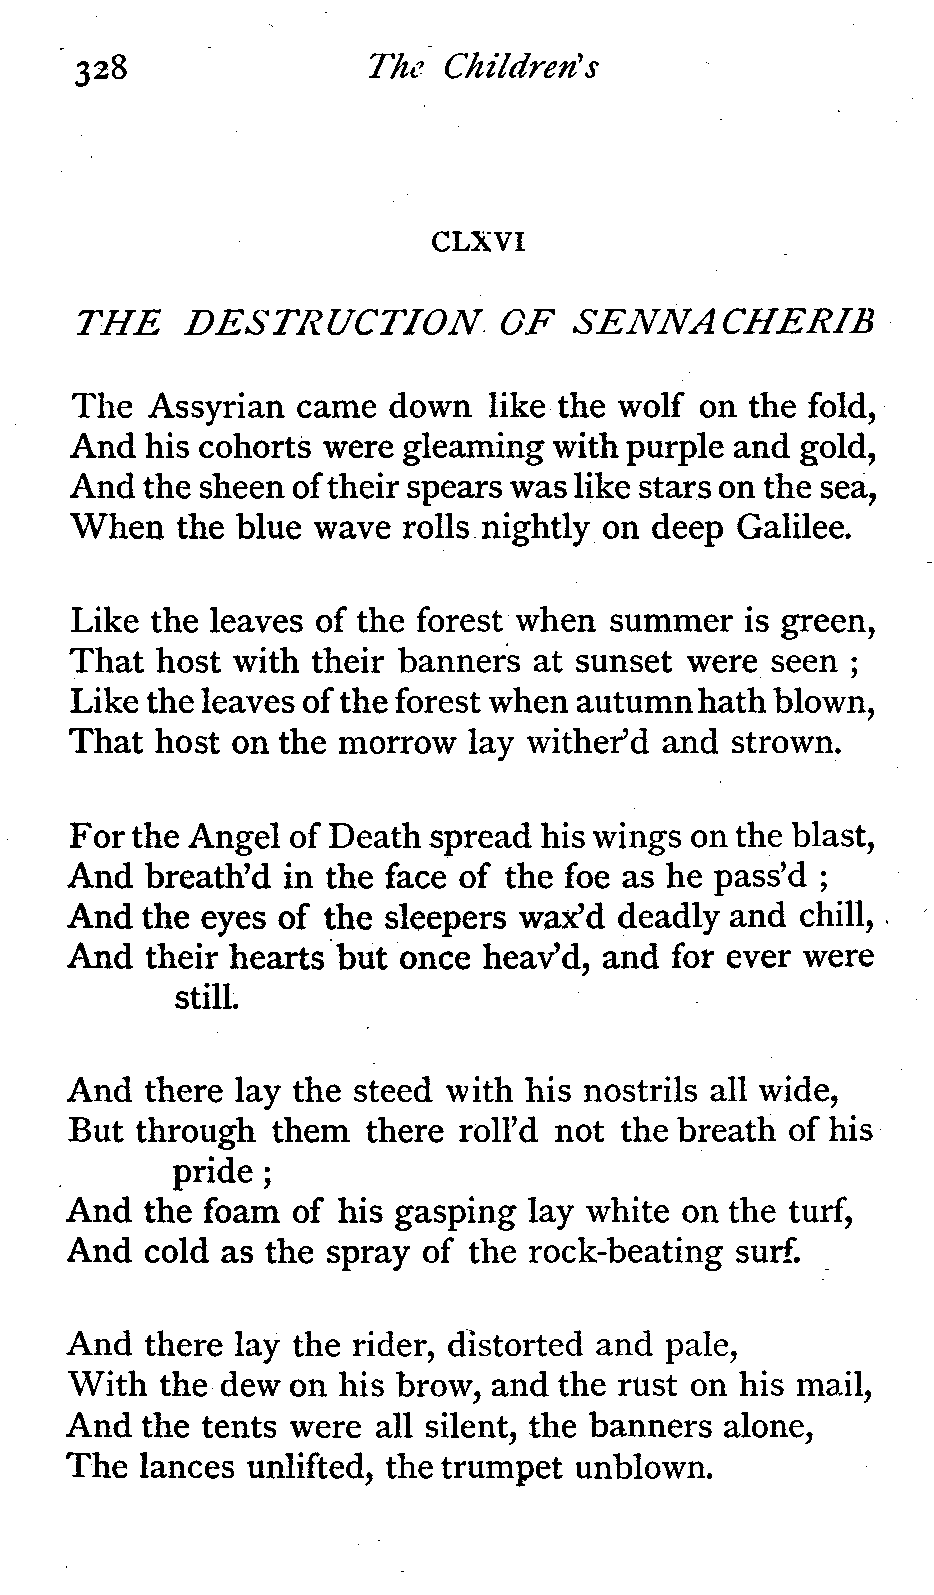 328 The Children's
CLXVI
THE DESTRUCTION OF SENNACHERIB
The Assyrian came down like the wolf on the fold,
And his cohorts were gleaming with purple and gold,
And the sheen of their spears was like stars on the sea,
When the blue wave rolls nightly on deep Galilee.
Like the leaves of the forest when summer is green,
That host with their banners at sunset were seen ;
Like the leaves of the forest when autumn hath blown,
That host on the morrow lay wither'd and strown.
For the Angel of Death spread his wings on the blast,
And breath'd in the face of the foe as he pass'd ;
And the eyes of the sleepers wax'd deadly and chill,
And their hearts but once heav'd, and for ever were
still.
And there lay the steed with his nostrils all wide,
But through them there roll'd not the breath of his
pride ;
And the foam of his gasping lay white on the turf,
And cold as the spray of the rock-beating surf.
And there lay the rider, distorted and pale,
With the dew on his brow, and the rust on his mail,
And the tents were all silent, the banners alone,
The lances unlifted, the trumpet unblown.